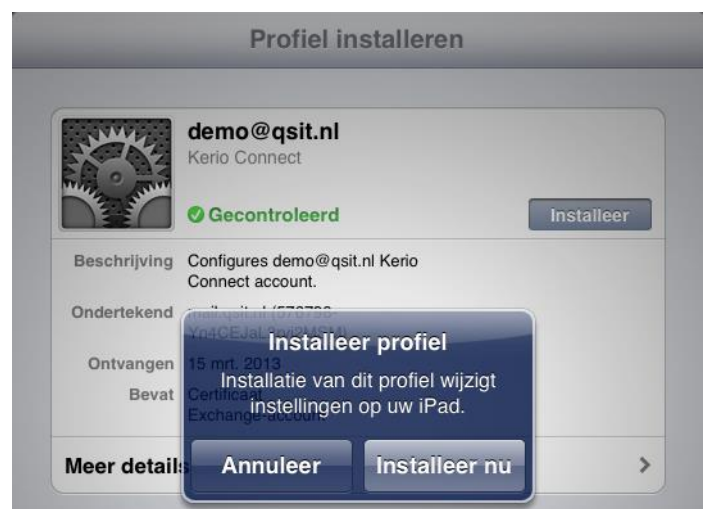 Profiel installeren
demo@qsit.nl
Kerio Connect
Gecontroleerd
Installeer
Beschrijving Configures demo@qsit.nl Kerio
Connect account.
Ondertekend
Ontvangen 15 mrt. 2013
Bevat Certificaat
Exchange-account
Installeer profiel
Installatie van dit profiel wijzigt
instellingen op uw iPad.
Annuleer Installeer nu
Meer details